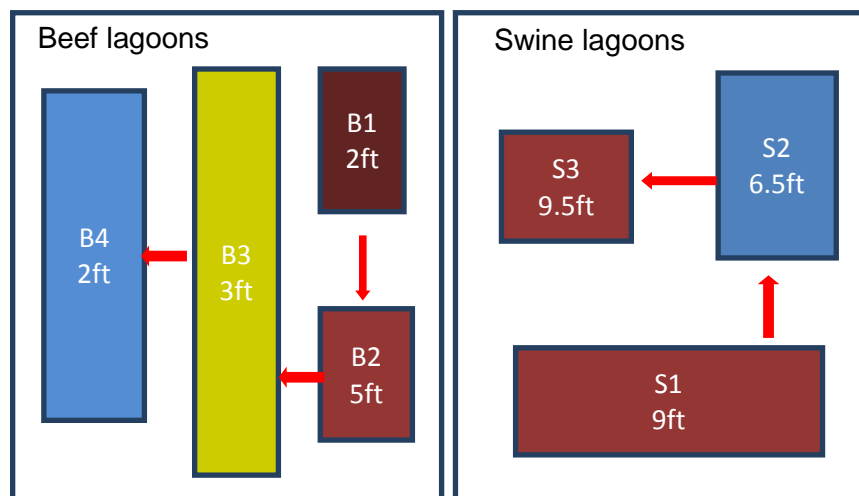 Beef lagoons
B4
2ft
B3
3ft
B1
2ft
B2
5ft
Swine lagoons
S3
9.5ft
S2
6.5ft
S1
9ft